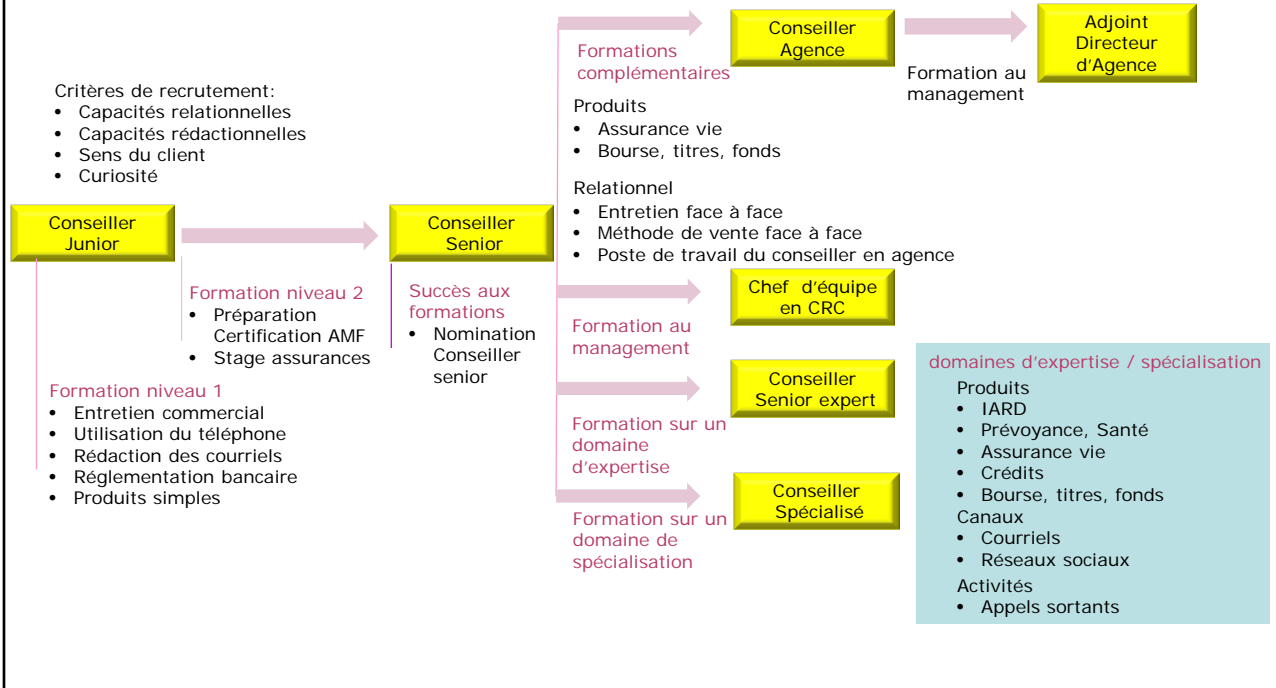 Critères de recrutement:
• Capacités relationnelles
• Capacités rédactionnelles
• Sens du client
• Curiosité
Conseiller
Junior
Formation niveau 1
• Entretien commercial
• Utilisation du téléphone
• Rédaction des courriels
• Réglementation bancaire
• Produits simples
Formation niveau 2
• Préparation
Certification AMF
• Stage assurances
Conseiller
Senior
Succès aux
formations
• Nomination
Conseiller
senior
Formations
complémentaires
Produits
• Assurance vie
• Bourse, titres, fonds
Relationnel
• Entretien face à face
• Méthode de vente face à face
• Poste de travail du conseiller en agence
Conseiller
Agence
Formation au
management
Adjoint
Directeur
d'Agence
Formation au
management
Chef d'équipe
en CRC
Formation sur un
domaine
d'expertise
Conseiller
Senior expert
Formation sur un
domaine de
spécialisation
Conseiller
Spécialisé
domaines d'expertise / spécialisation
Produits
• IARD
• Prévoyance, Santé
• Assurance vie
• Crédits
• Bourse, titres, fonds
Canaux
• Courriels
• Réseaux sociaux
Activités
• Appels sortants